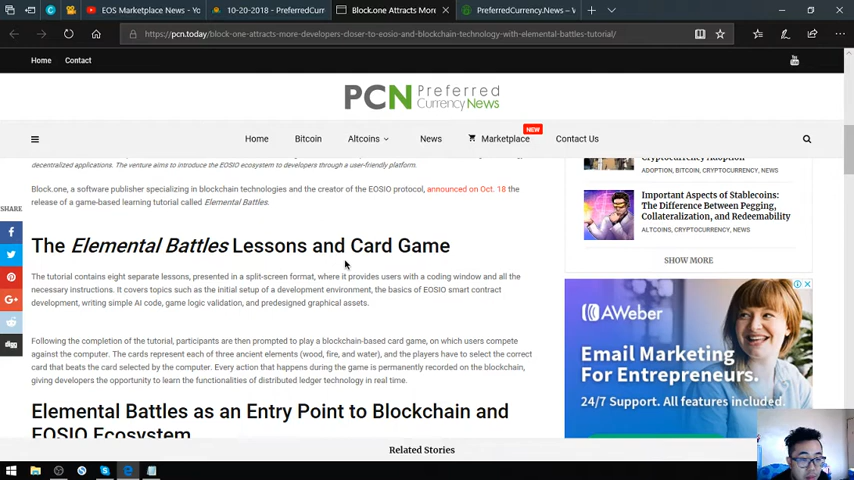 EOS Marketplace News - Yo
10-20-2018 - PreferredCurr
Block.one Attracts More
PreferredCurrency.News – W
https://pcn.today/block-one-attracts-more-developers-closer-to-eosio-and-blockchain-technology-with-elemental-battles-tutorial/
Home Contact
PCN Preferred
Currency News
NEW
Home Bitcoin Altcoins News Marketplace Contact Us
decentralized applications. The venture aims to introduce the EOSIO ecosystem to developers through a user-friendly platform.
Block.one, a software publisher specializing in blockchain technologies and the creator of the EOSIO protocol, announced on Oct. 18 the
release of a game-based learning tutorial called Elemental Battles.
SHARE
The Elemental Battles Lessons and Card Game
The tutorial contains eight separate lessons, presented in a split-screen format, where it provides users with a coding window and all the
necessary instructions. It covers topics such as the initial setup of a development environment, the basics of EOSIO smart contract
development, writing simple AI code, game logic validation, and predesigned graphical assets.
Following the completion of the tutorial, participants are then prompted to play a blockchain-based card game, on which users compete
against the computer. The cards represent each of three ancient elements (wood, fire, and water), and the players have to select the correct
card that beats the card selected by the computer. Every action that happens during the game is permanently recorded on the blockchain,
giving developers the opportunity to learn the functionalities of distributed ledger technology in real time.
Elemental Battles as an Entry Point to Blockchain and
EOSIO Ecosystem
digg
Cryptocurrency Adoption
ADOPTION, BITCOIN, CRYPTOCURRENCY, NEWS
Important Aspects of Stablecoins:
The Difference Between Pegging,
Collateralization, and Redeemability
ALTCOINS, CRYPTOCURRENCY, NEWS
SHOW MORE
AWeber
Email Marketing
For Entrepreneurs.
24/7 Support. All features included.
Related Stories